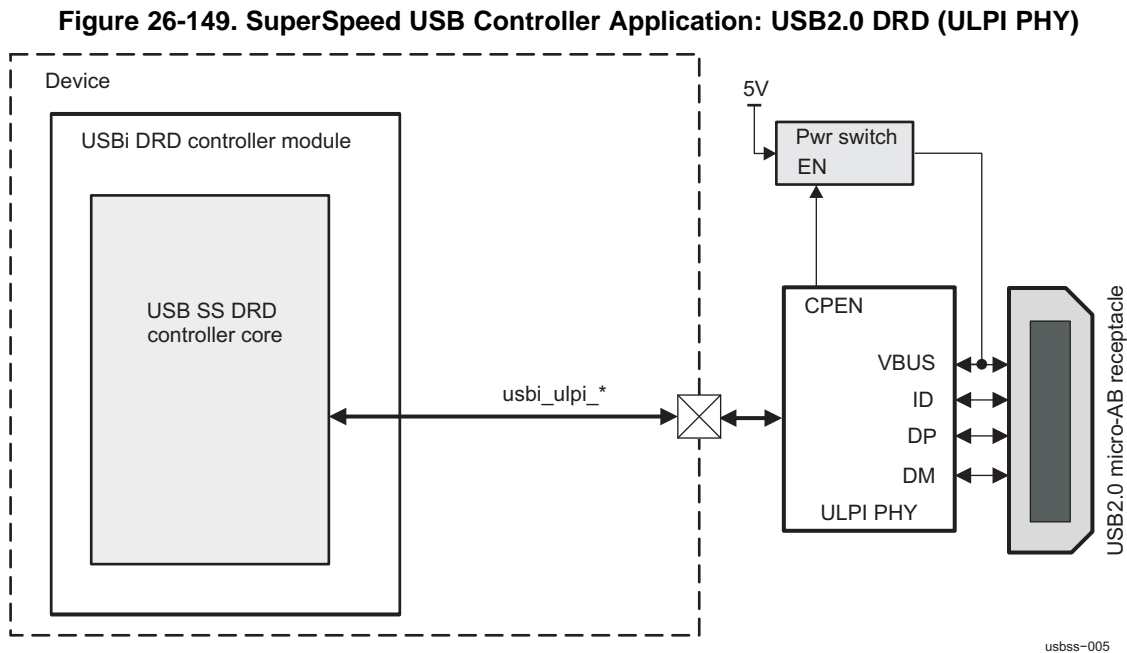 Figure 26-149. SuperSpeed USB Controller Application: USB2.0 DRD (ULPI PHY)
Device
USBi DRD controller module
USB SS DRD
controller core
usbi_ulpi_*
5V
Pwr switch
EN
CPEN
VBUS
ID
DP
DM
ULPI PHY
USB2.0 micro-AB receptacle
usbss-005